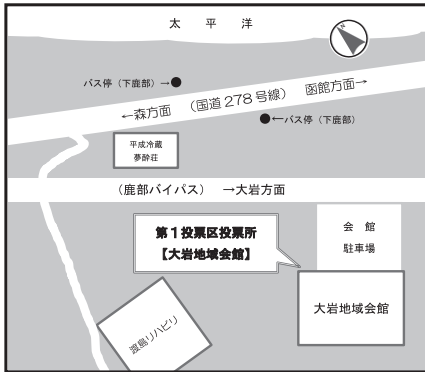 太平洋
バス停（下鹿部）→●
←森方面　（国道278号線）　函館方面→
●←バス停（下鹿部）
平成冷蔵
夢酔荘
（鹿部バイパス）　→大岩方面
第１投票区投票所
【大岩地域会館】
会館
駐車場
大岩地域会館
渡島リハビリ